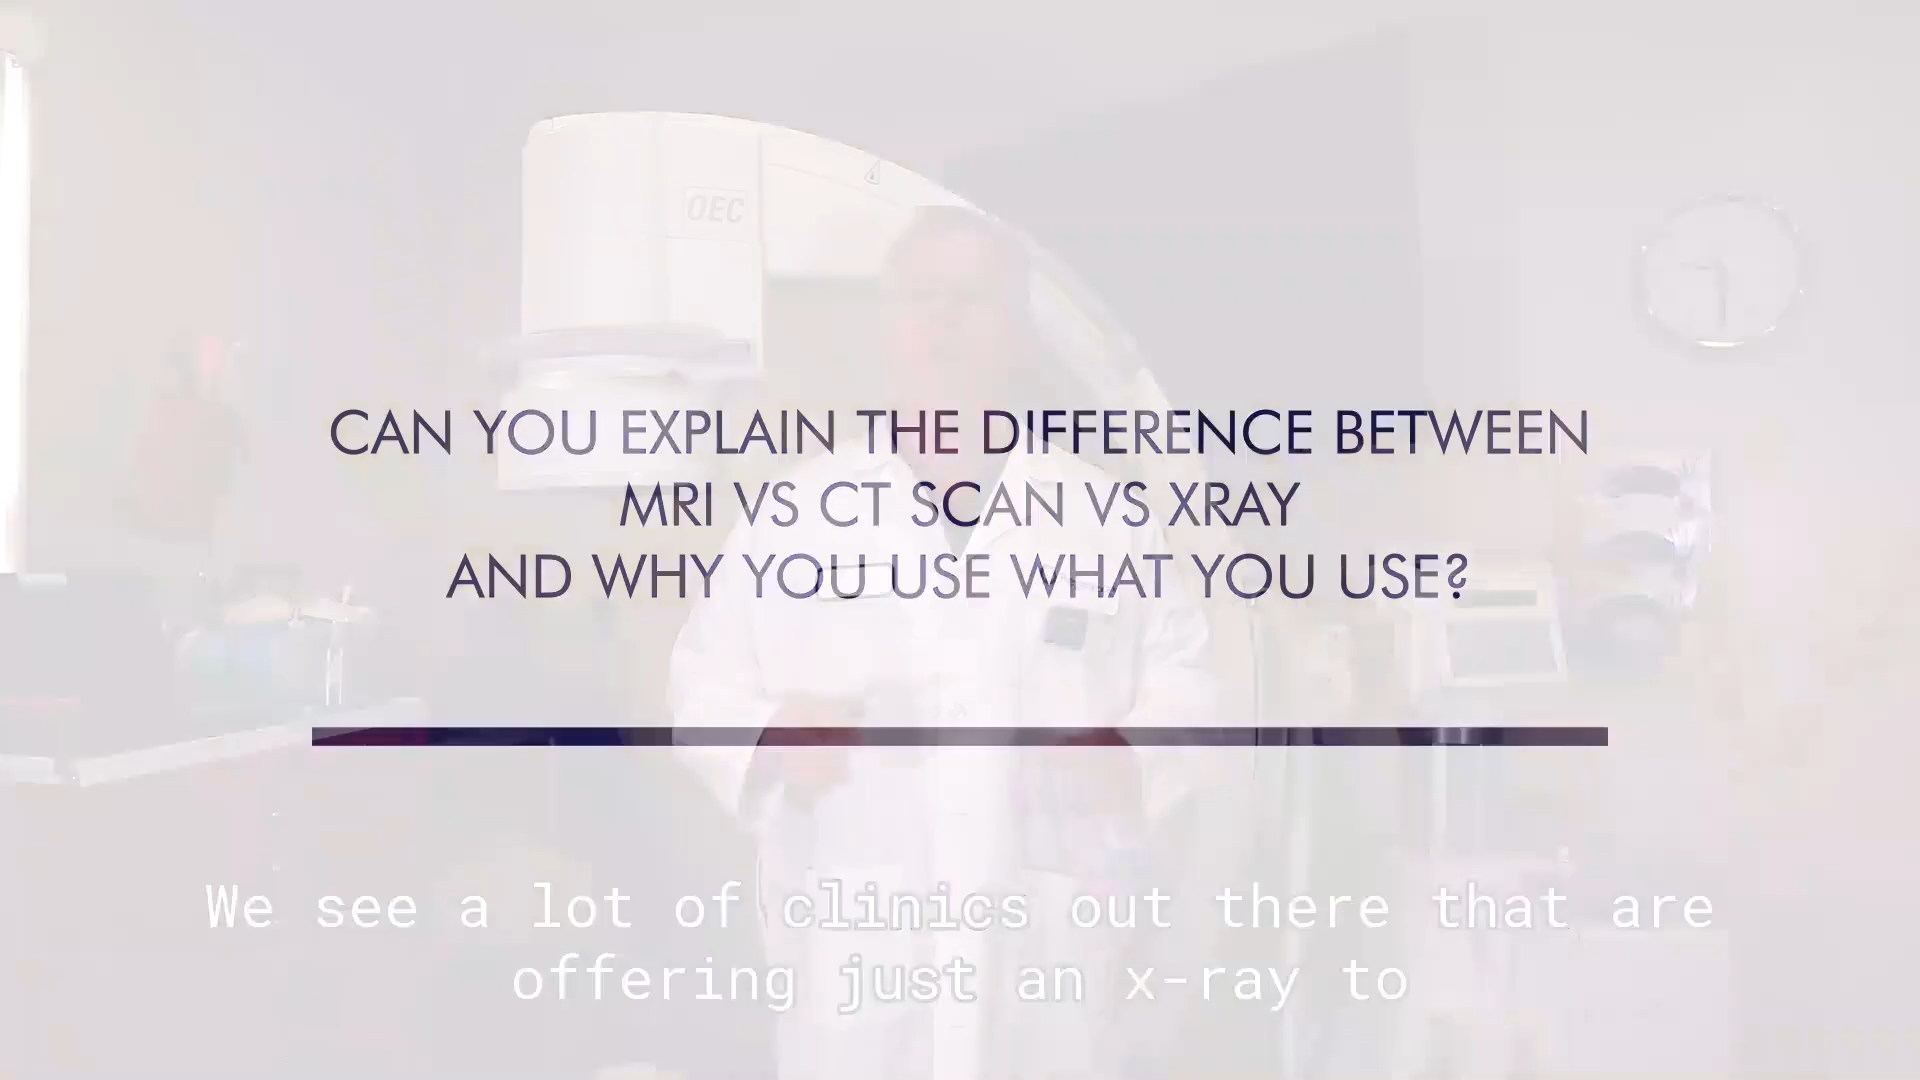 OEC
CAN YOU EXPLAIN THE DIFFERENCE BETWEEN
MRI VS CT SCAN VS XRAY
AND WHY YOU USE WHAT YOU USE?
We see a lot of clinics out there that are
offering just an x-ray to